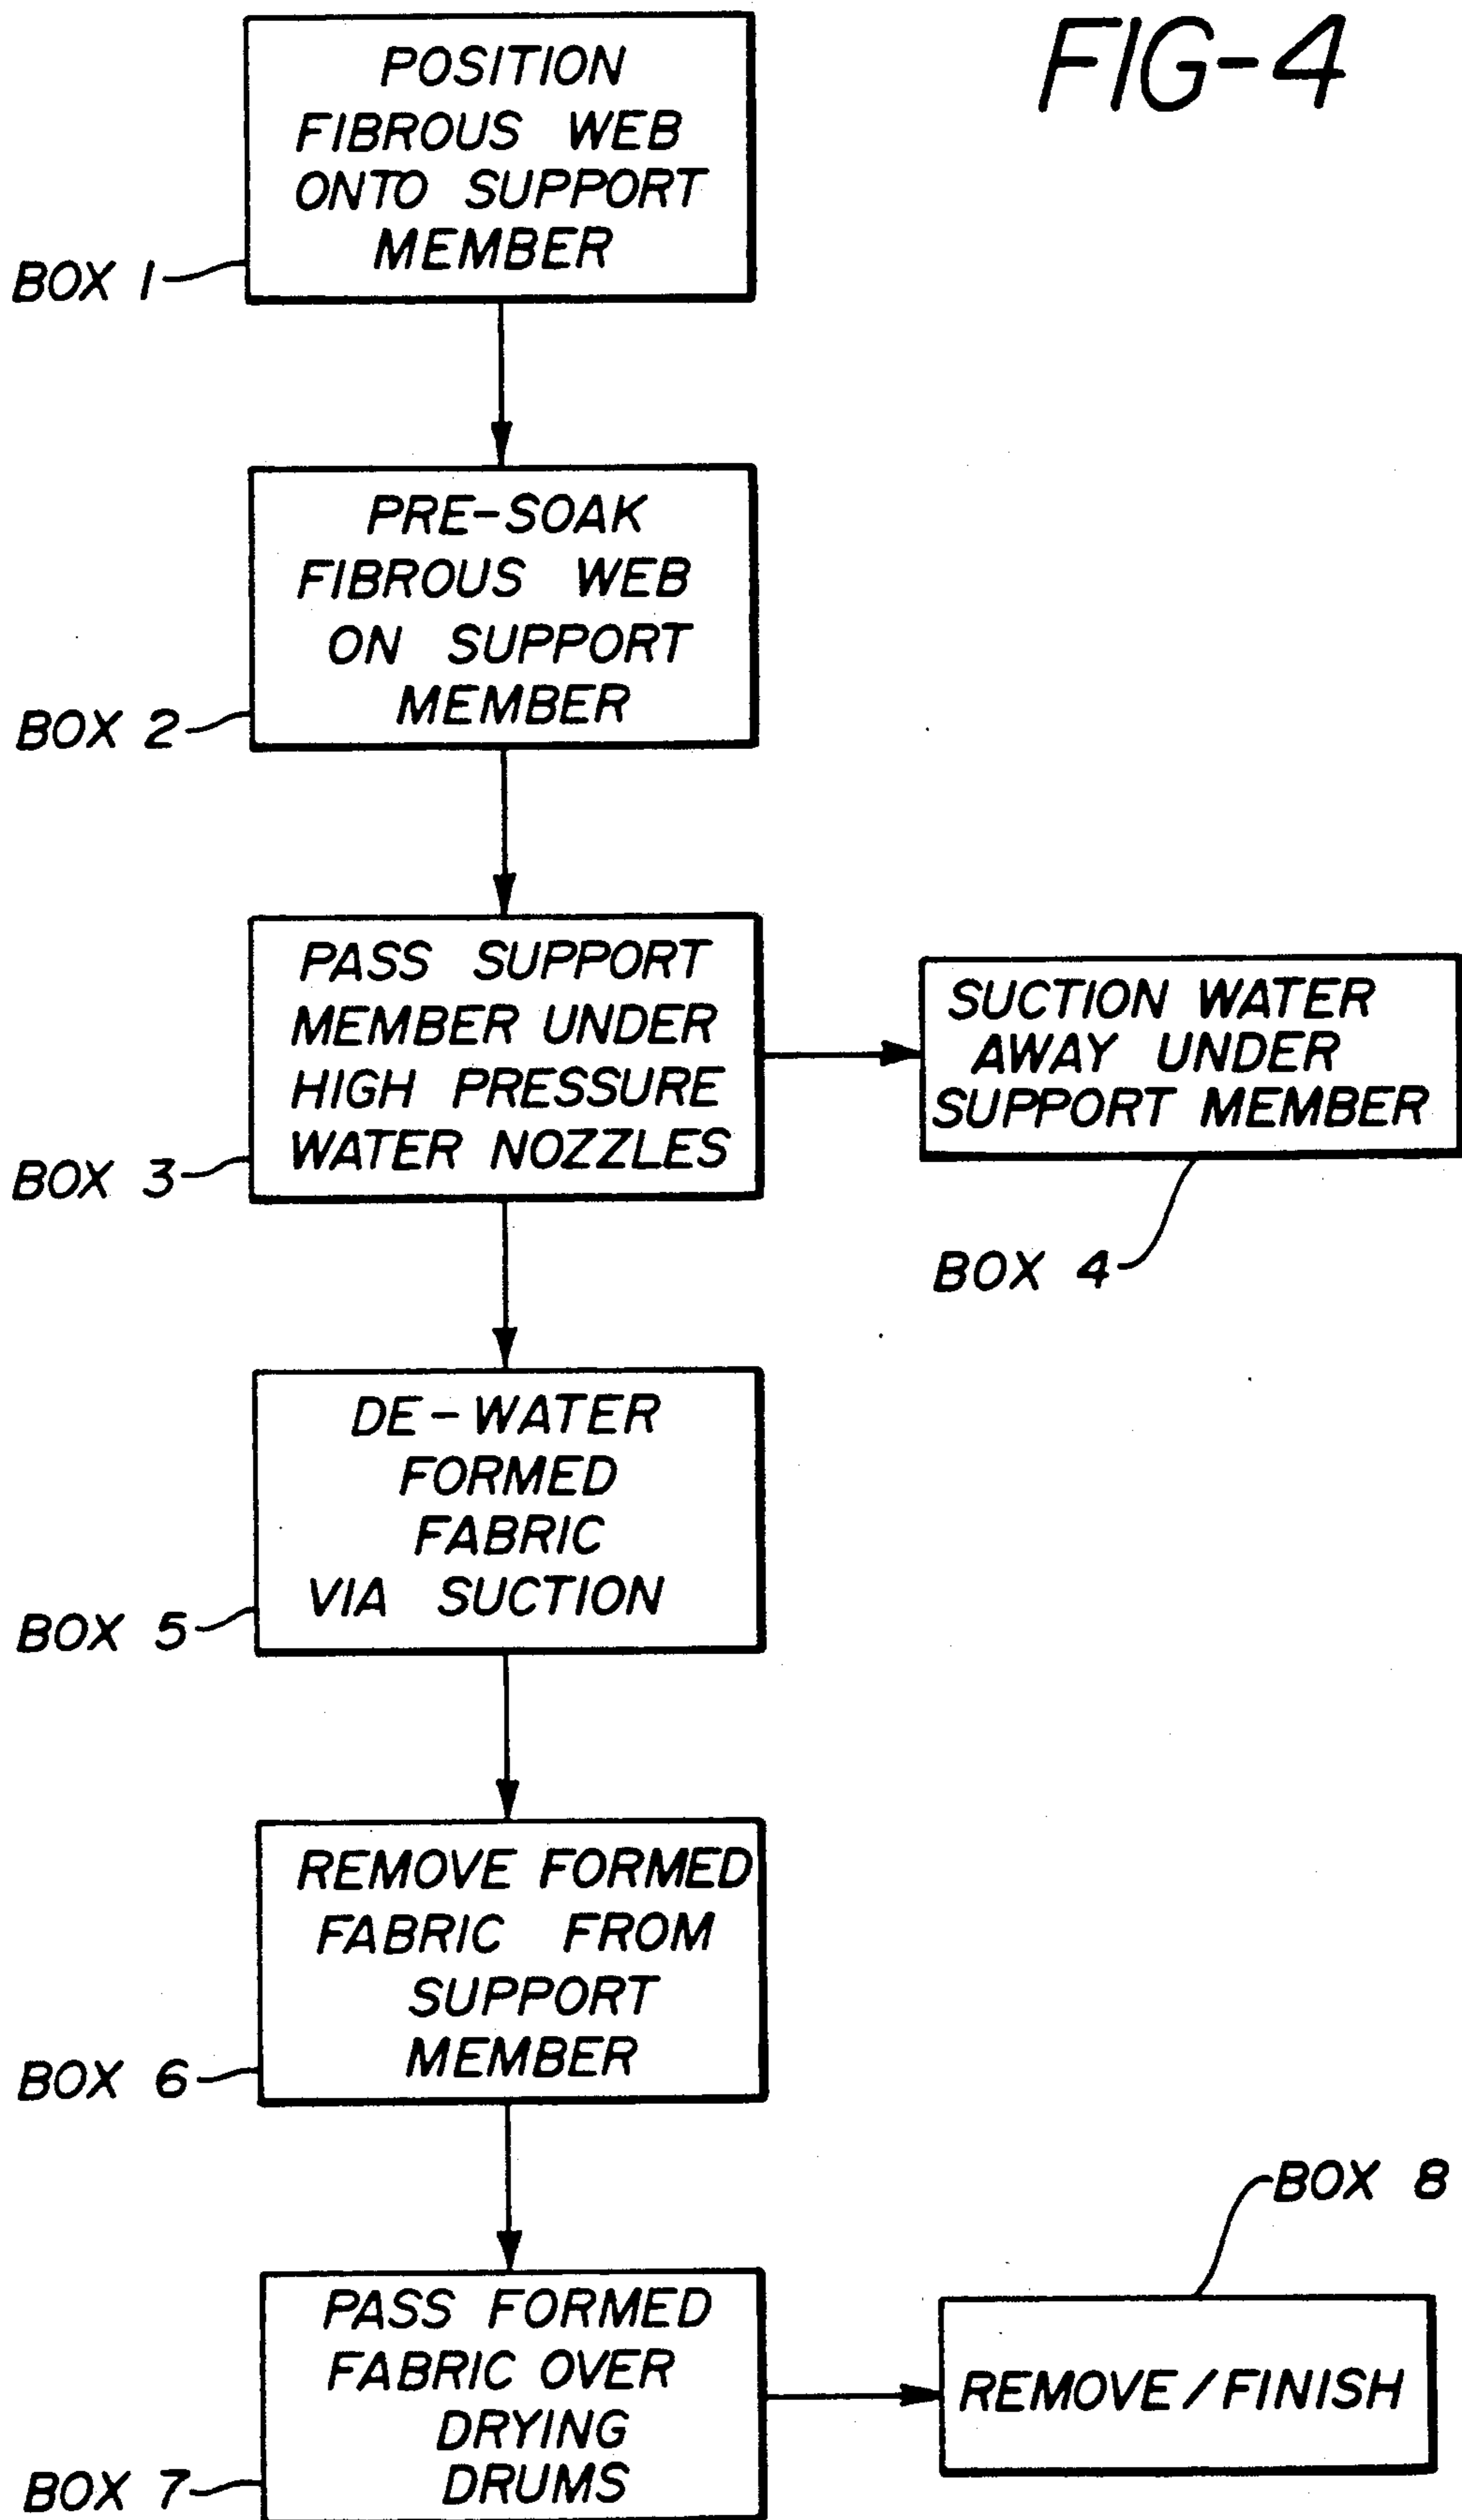 FIG-4
POSITION
FIBROUS WEB
ONTO SUPPORT
MEMBER
BOX 1
PRE-SOAK
FIBROUS WEB
ON SUPPORT
MEMBER
BOX 2
PASS SUPPORT
MEMBER UNDER
HIGH PRESSURE
WATER NOZZLES
BOX 3
SUCTION WATER
AWAY UNDER
SUPPORT MEMBER
BOX 4
DE-WATER
FORMED
FABRIC
VIA SUCTION
BOX 5
REMOVE FORMED
FABRIC FROM
SUPPORT
MEMBER
BOX 6
PASS FORMED
FABRIC OVER
DRYING
DRUMS
BOX 7
BOX 8
REMOVE/FINISH